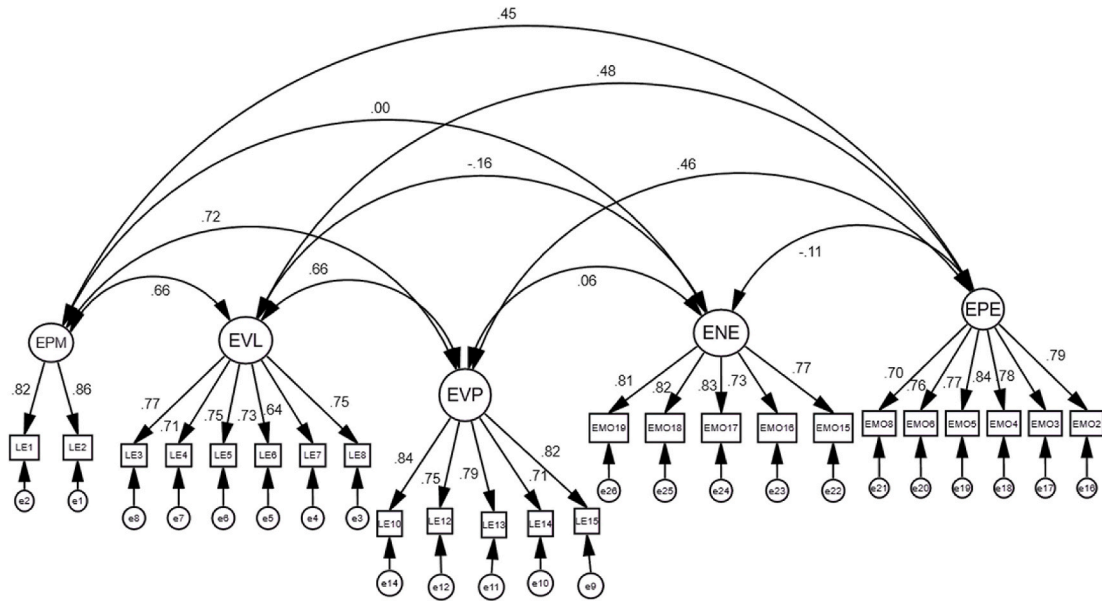 .45
.48
.00
-.16
.46
.72
.66
-.11
.66
.06
EPM
EVL
EVP
ENE
EPE
.82
.86
.77
.71
.75
.73
.64
.75
.84
.75
.79
.71
.82
.81
.82
.83
.73
.77
.70
.76
.77
.84
.78
.79
LE1
LE2
LE3
LE4
LE5
LE6
LE7
LE8
LE10
LE12
LE13
LE14
LE15
EMO19
EMO18
EMO17
EMO16
EMO15
EMO8
EMO6
EMO5
EMO4
EMO3
EMO2
e2
e1
e8
e7
e6
e5
e4
e3
e14
e12
e11
e10
e9
e26
e25
e24
e23
e22
e21
e20
e19
e18
e17
e16